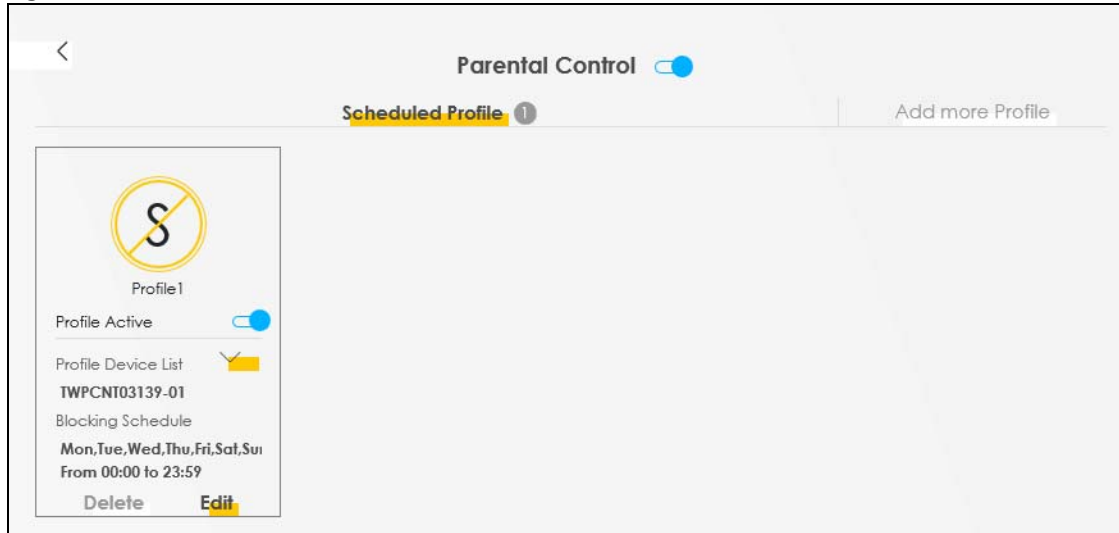 Parental Control
Scheduled Profile 1
Add more Profile
S
Profile1
Profile Active
Profile Device List
TWPCNT03139-01
Blocking Schedule
Mon,Tue,Wed,Thu,Fri,Sat,Sun
From 00:00 to 23:59
Delete Edit